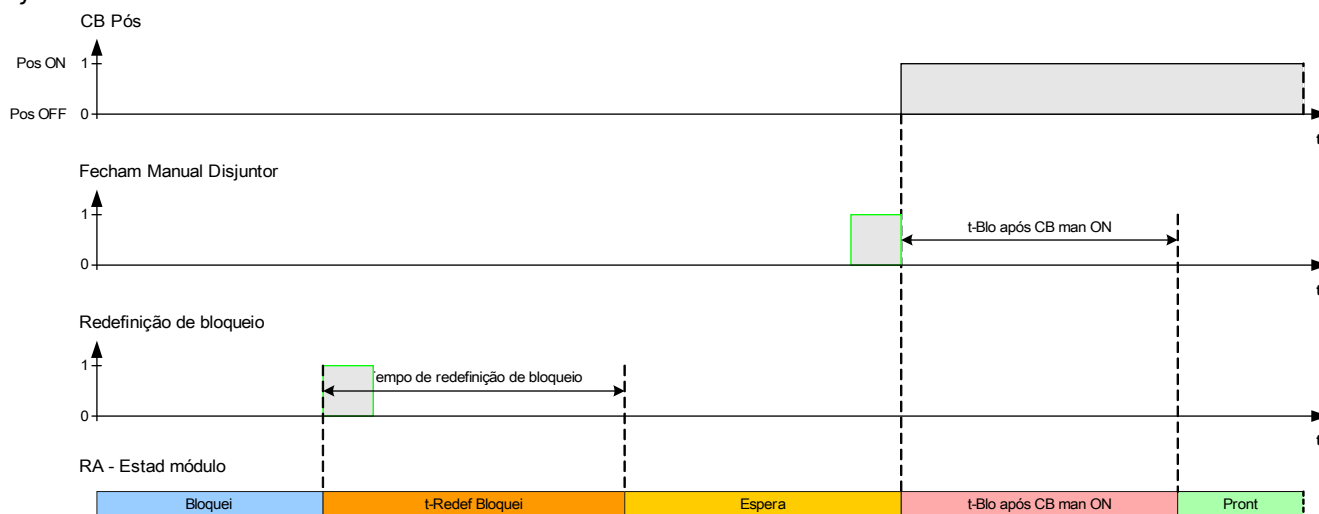 CB Pós
Pos ON 1
Pos OFF 0
t
Fecham Manual Disjuntor
1
t-Blo após CB man ON
0
t
Redefinição de bloqueio
1
empo de redefinição de bloqueio
0
t
RA - Estad módulo
Bloquei t-Redef Bloquei Espera t-Blo após CB man ON Pront